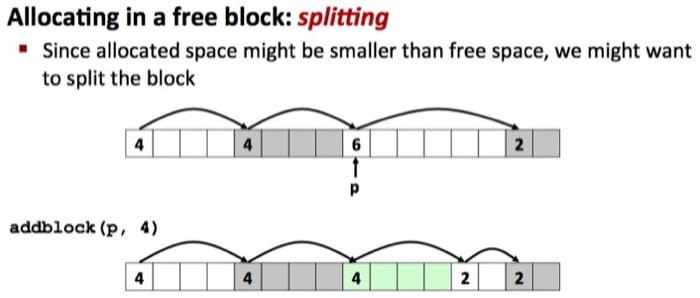 Allocating in a free block: splitting
▪ Since allocated space might be smaller than free space, we might want
to split the block
4 4 6 2
p
addblock(p, 4)
4 4 4 2 2